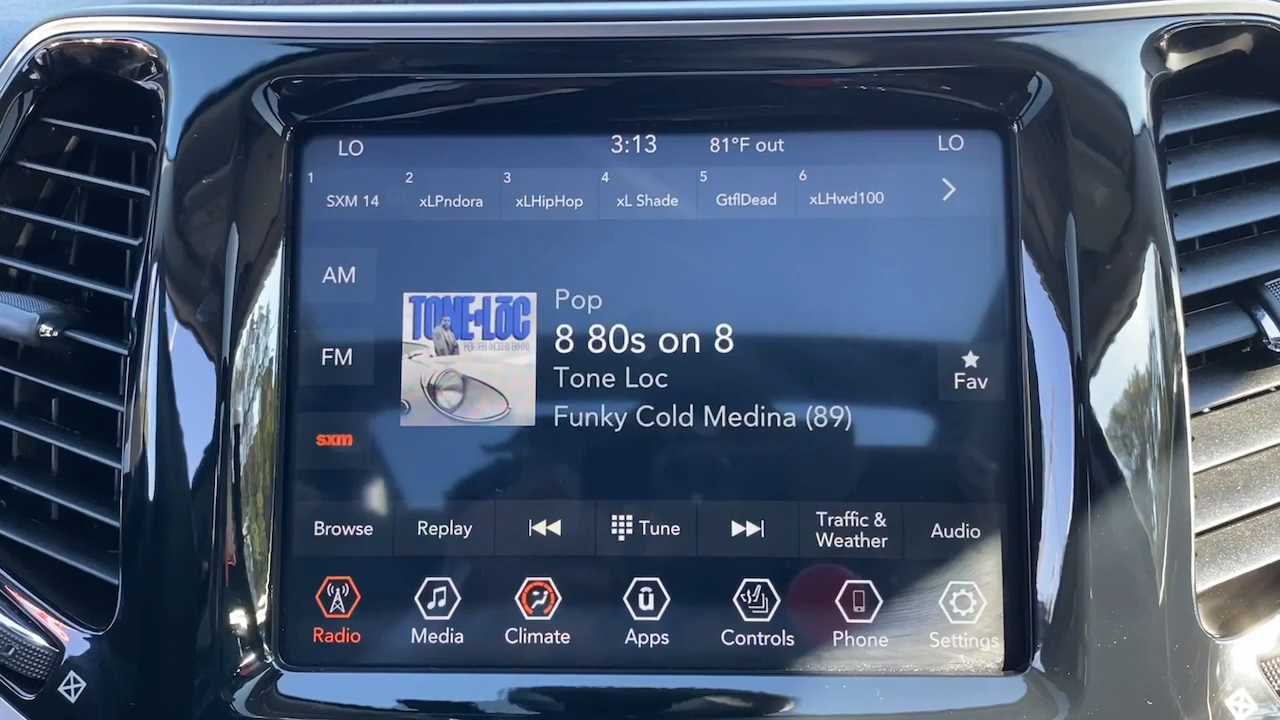 LO 3:13 81°F out LO
1 SXM 14 2 xLPndora 3 xLHipHop 4 xL Shade 5 GtflDead 6 xLHwd100
AM
FM
sxm
TONE-LŌC
Pop
8 80s on 8
Tone Loc
Funky Cold Medina (89)
Fav
Browse Replay Tune Traffic & Weather Audio
Radio Media Climate Apps Controls Phone Settings